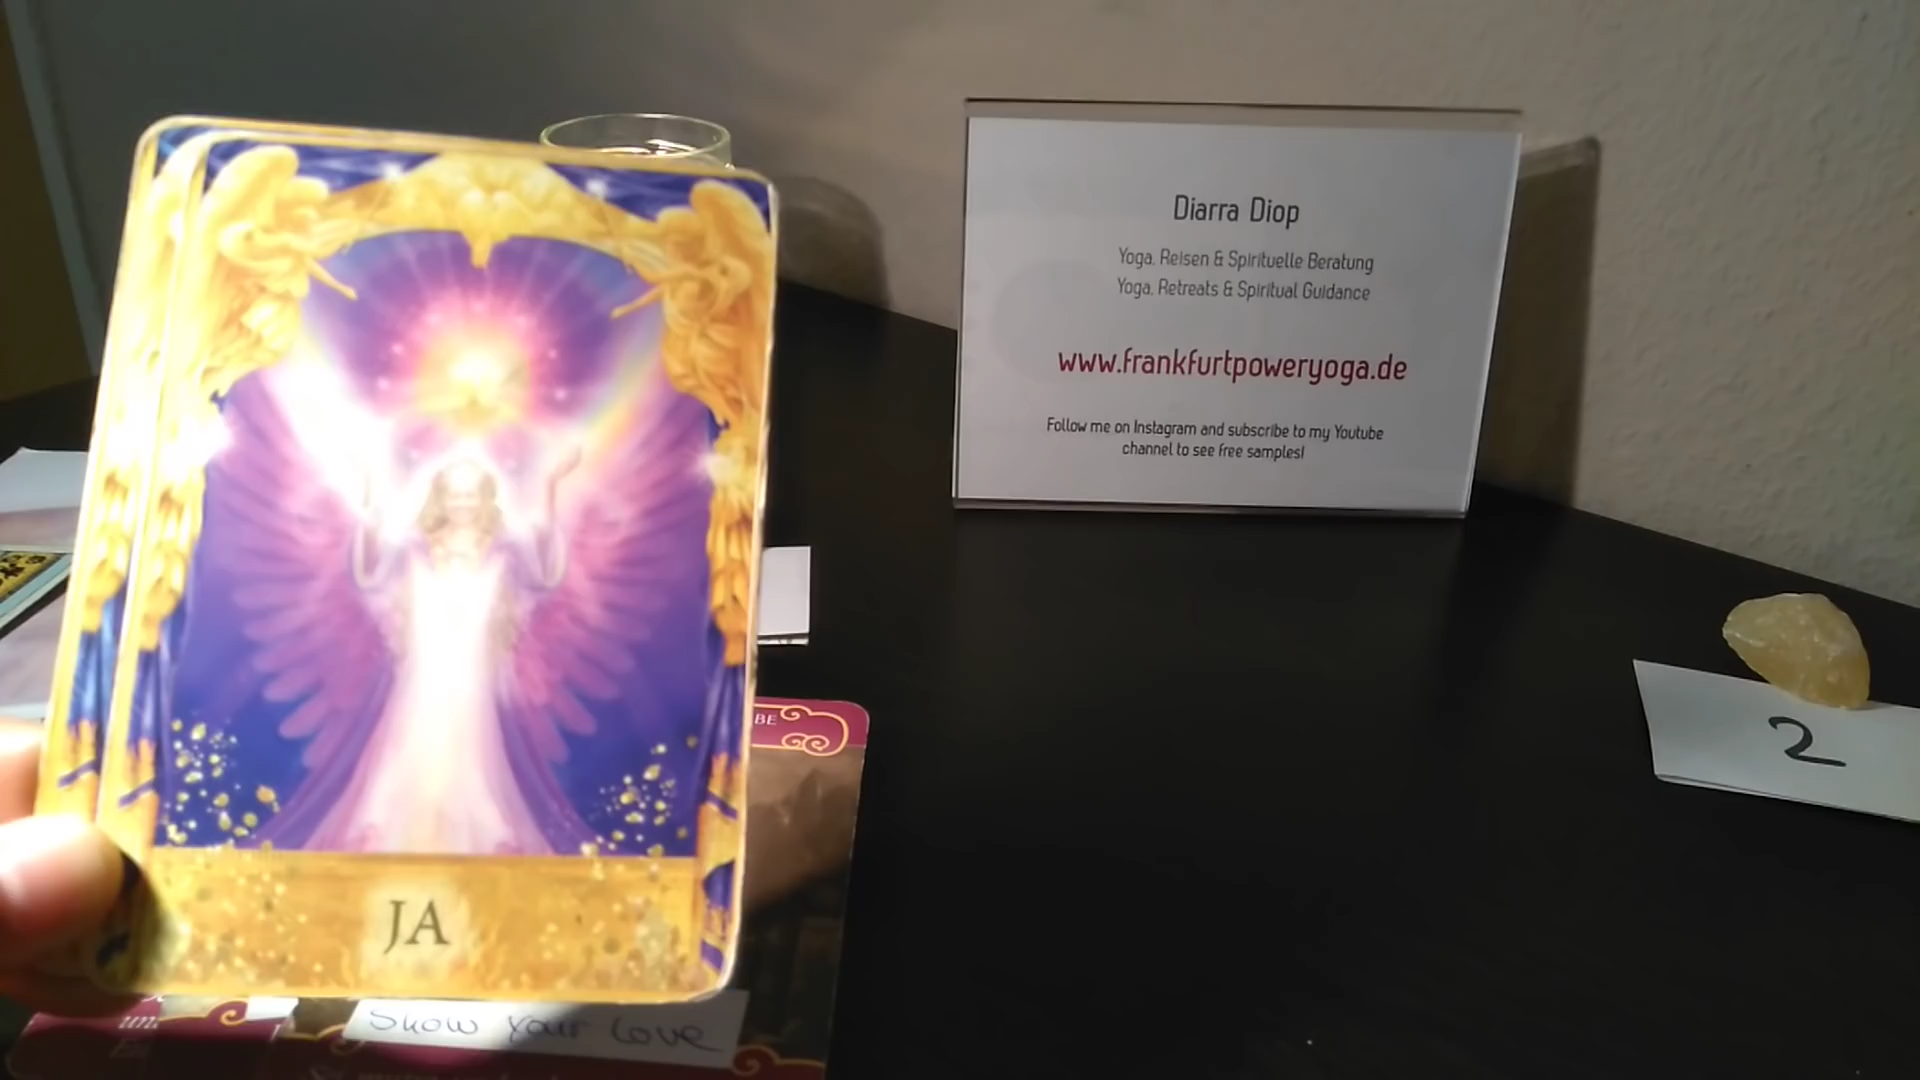 Diarra Diop
Yoga, Reisen & Spirituelle Beratung
Yoga, Retreats & Spiritual Guidance
www.frankfurtpoweryoga.de
Follow me on Instagram and subscribe to my Youtube
channel to see free samples!
2
BE
JA
Show your Love